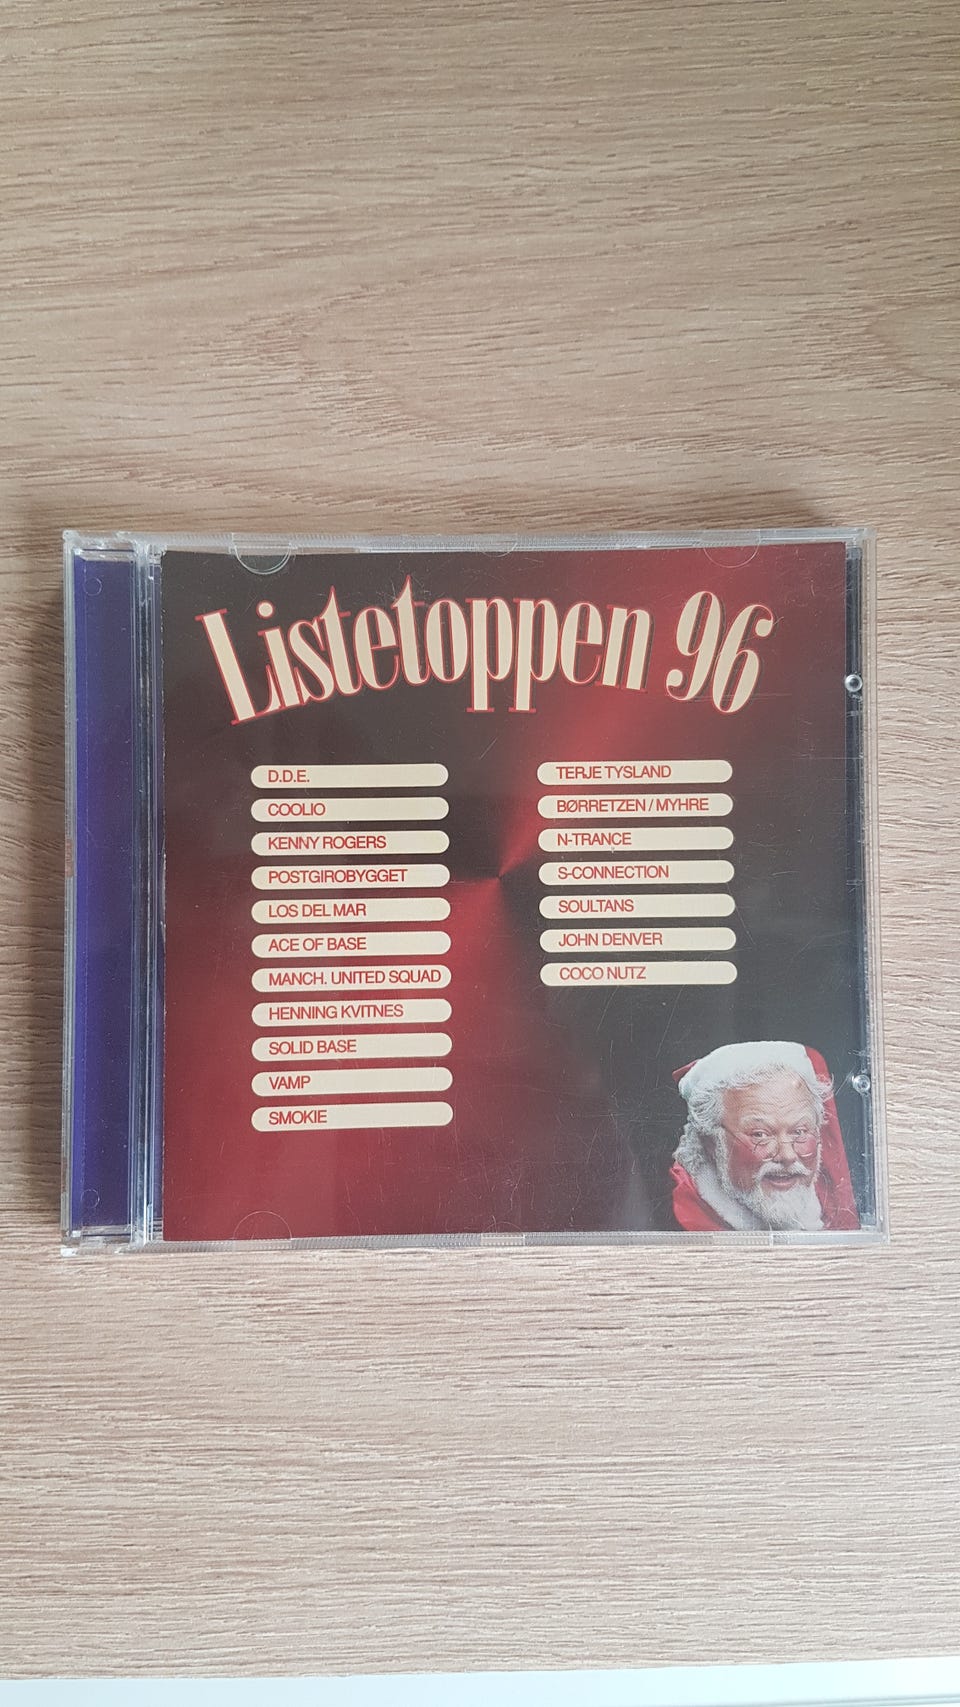 Listetoppen 96
D.D.E.
COOLIO
KENNY ROGERS
POSTGIROBYGGET
LOS DEL MAR
ACE OF BASE
MANCH. UNITED SQUAD
HENNING KVITNES
SOLID BASE
VAMP
SMOKIE
TERJE TYSLAND
BØRRETZEN / MYHRE
N-TRANCE
S-CONNECTION
SOULTANS
JOHN DENVER
COCO NUTZ